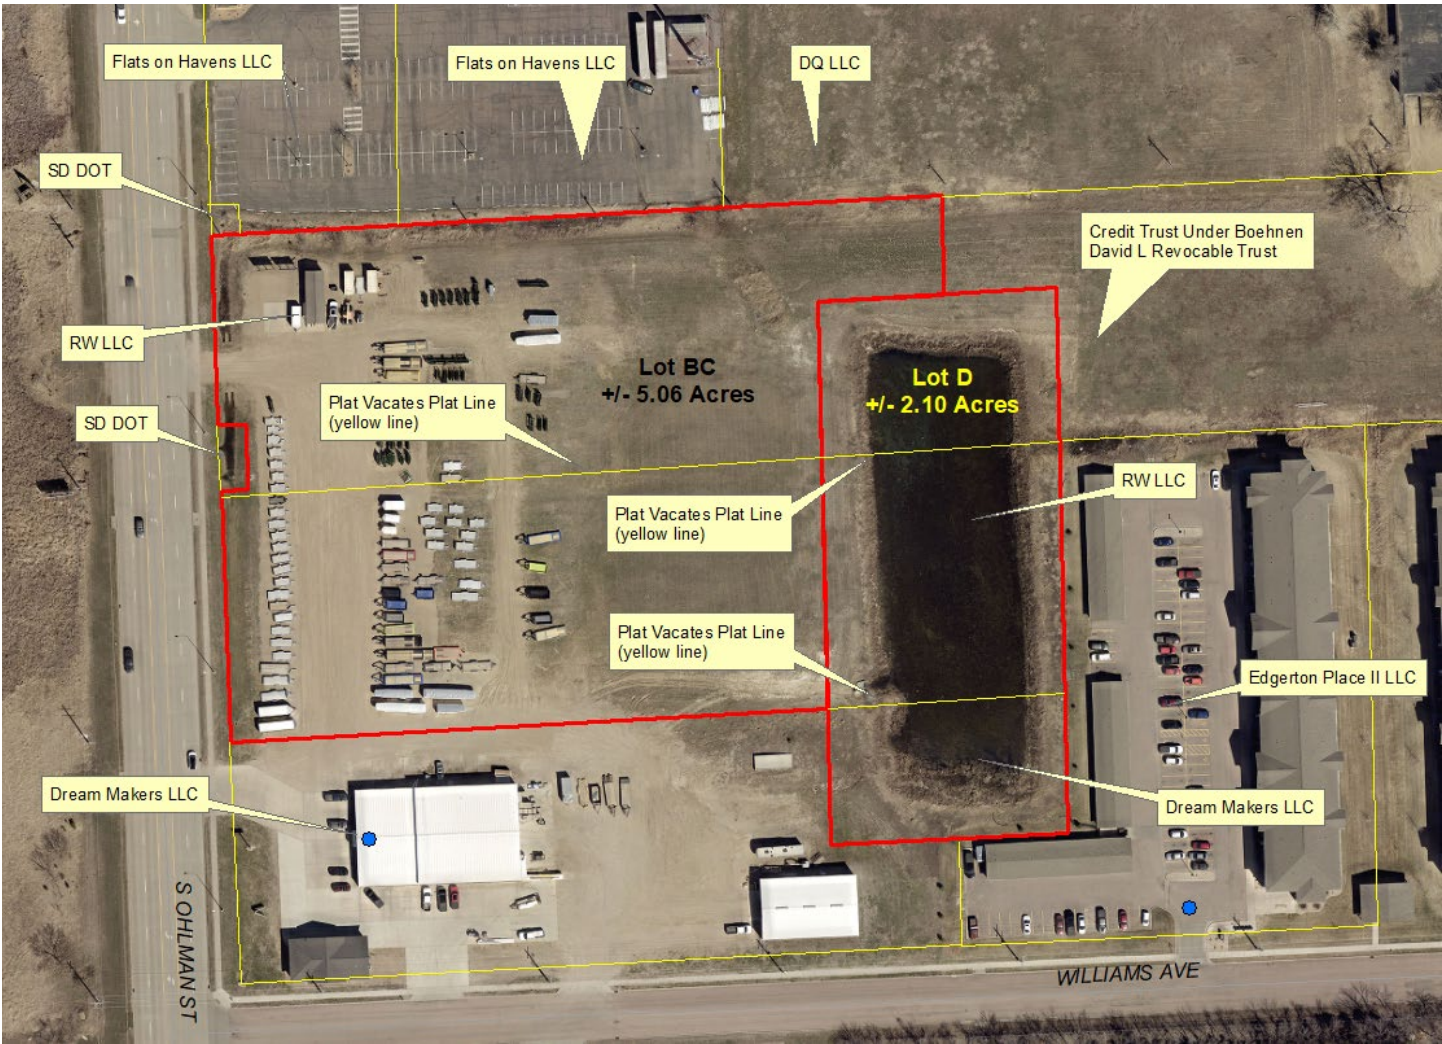 Flats on Havens LLC
Flats on Havens LLC
DQ LLC
SD DOT
Credit Trust Under Boehnen
David L Revocable Trust
RW LLC
Lot BC
+/- 5.06 Acres
Lot D
+/- 2.10 Acres
Plat Vacates Plat Line
(yellow line)
SD DOT
RW LLC
Plat Vacates Plat Line
(yellow line)
Plat Vacates Plat Line
(yellow line)
Edgerton Place II LLC
Dream Makers LLC
Dream Makers LLC
S OHLMAN ST
WILLIAMS AVE